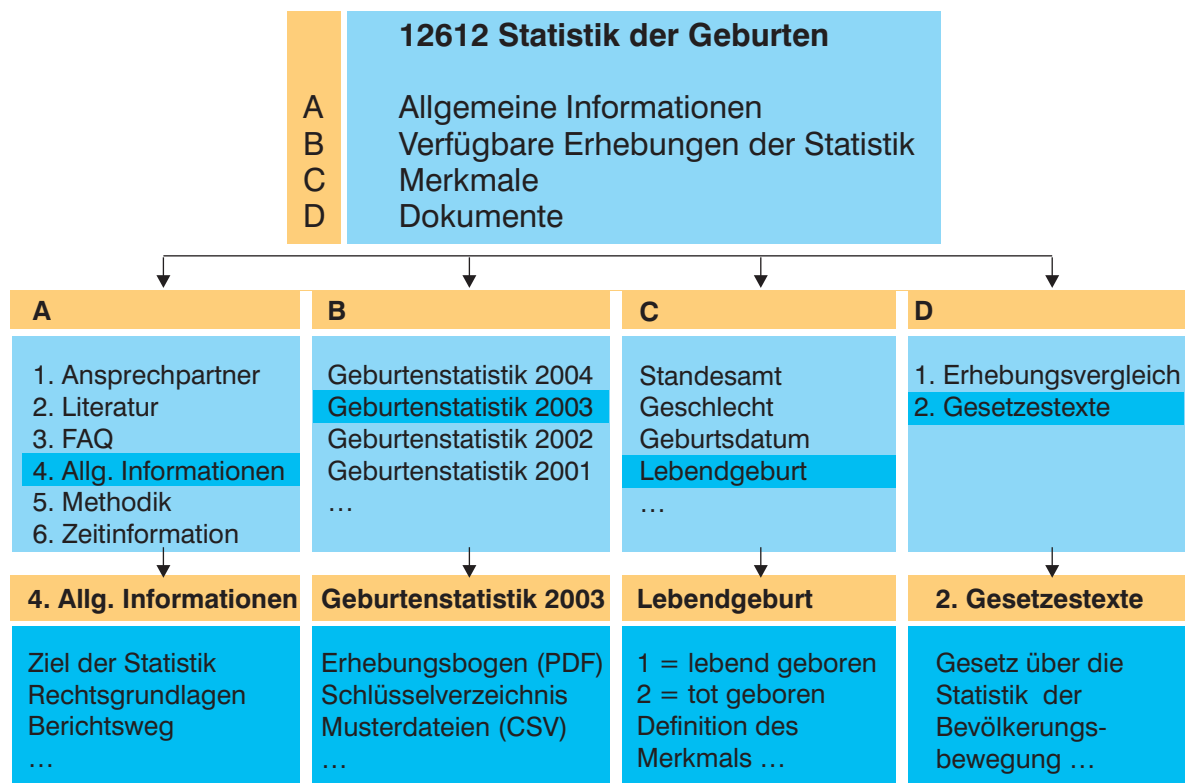 12612 Statistik der Geburten
A Allgemeine Informationen
B Verfügbare Erhebungen der Statistik
C Merkmale
D Dokumente
A
1. Ansprechpartner
2. Literatur
3. FAQ
4. Allg. Informationen
5. Methodik
6. Zeitinformation
4. Allg. Informationen
Ziel der Statistik
Rechtsgrundlagen
Berichtsweg
…
B
Geburtenstatistik 2004
Geburtenstatistik 2003
Geburtenstatistik 2002
Geburtenstatistik 2001
…
Geburtenstatistik 2003
Erhebungsbogen (PDF)
Schlüsselverzeichnis
Musterdateien (CSV)
…
C
Standesamt
Geschlecht
Geburtsdatum
Lebendgeburt
…
Lebendgeburt
1 = lebend geboren
2 = tot geboren
Definition des
Merkmals …
D
1. Erhebungsvergleich
2. Gesetzestexte
2. Gesetzestexte
Gesetz über die
Statistik der
Bevölkerungs-
bewegung …